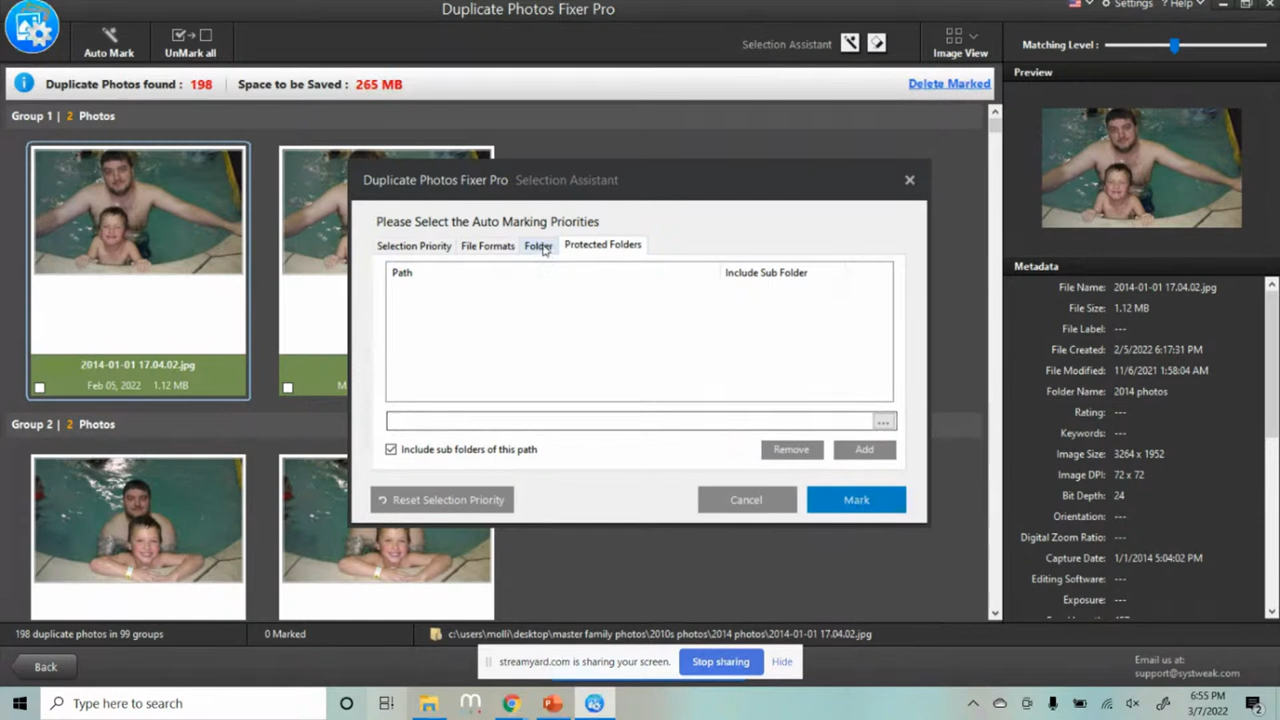 Duplicate Photos Fixer Pro
Settings ? Help
Auto Mark
UnMark all
Selection Assistant
Image View
Matching Level :
Duplicate Photos found : 198 Space to be Saved : 265 MB
Delete Marked
Preview
Group 1 | 2 Photos
Duplicate Photos Fixer Pro Selection Assistant
Please Select the Auto Marking Priorities
Selection Priority File Formats Folder Protected Folders
Path Include Sub Folder
Include sub folders of this path
Remove Add
Reset Selection Priority Cancel Mark
2014-01-01 17.04.02.jpg
Feb 05, 2022 1.12 MB
M
Group 2 | 2 Photos
Metadata
File Name: 2014-01-01 17.04.02.jpg
File Size: 1.12 MB
File Label: ---
File Created: 2/5/2022 6:17:31 PM
File Modified: 11/6/2021 1:58:04 AM
Folder Name: 2014 photos
Rating: ---
Keywords: ---
Image Size: 3264 x 1952
Image DPI: 72 x 72
Bit Depth: 24
Orientation: ---
Digital Zoom Ratio: ---
Capture Date: 1/1/2014 5:04:02 PM
Editing Software: ---
Exposure: ---
198 duplicate photos in 99 groups 0 Marked c:\users\molli\desktop\master family photos\2010s photos\2014 photos\2014-01-01 17.04.02.jpg
Back
streamyard.com is sharing your screen. Stop sharing Hide
Email us at:
support@systweak.com
Type here to search
6:55 PM
3/7/2022
2